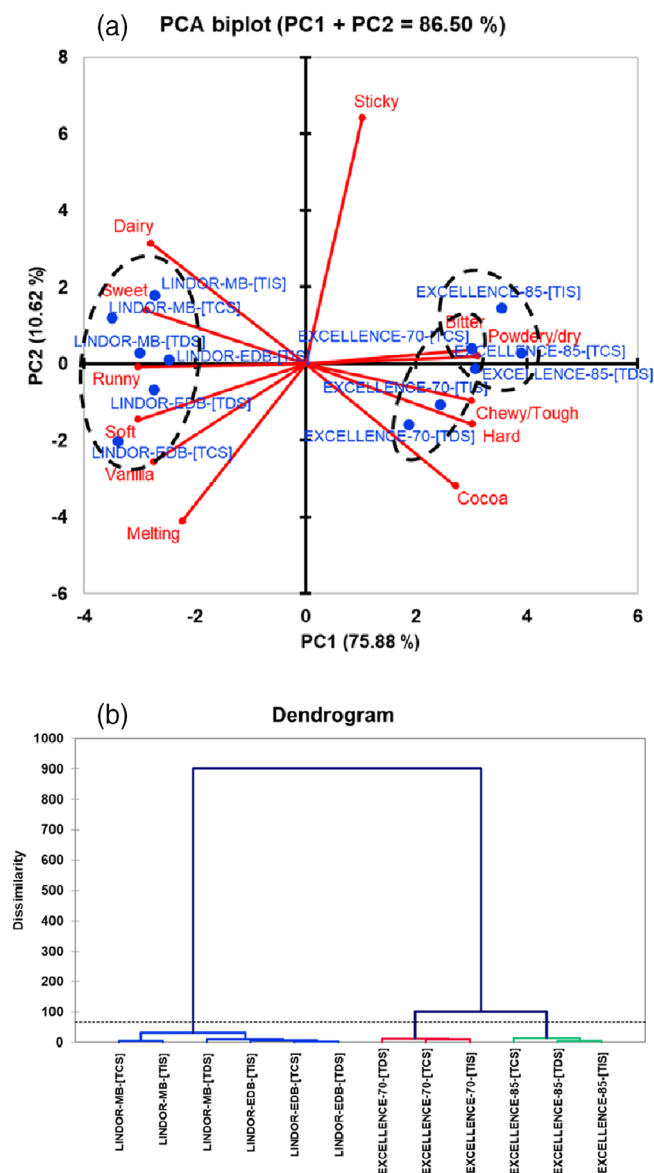 (a) PCA biplot (PC1 + PC2 = 86.50 %)
8
Sticky
6
4
Dairy
LINDOR-MB-[TIS]
EXCELLENCE-85-[TIS]
2
Sweet
LINDOR-MB-[TCS]
Bitter
EXCELLENCE-70-[TCS]
Powdery/dry
LINDOR-MB-[TDS]
LINDOR-EDB-[TIS]
EXCELLENCE-85-[TCS]
0
Runny
EXCELLENCE-85-[TDS]
EXCELLENCE-70-[TIS]
LINDOR-EDB-[TDS]
Chewy/Tough
Soft
EXCELLENCE-70-[TDS]
Hard
-2
LINDOR-EDB-[TCS]
Vanilla
Cocoa
-4
Melting
-6
-4 -2 0 2 4 6
PC1 (75.88 %)
PC2 (10.62 %)
(b) Dendrogram
1000
900
800
700
600
500
400
300
200
100
0
Dissimilarity
LINDOR-MB-[TCS]
LINDOR-MB-[TIS]
LINDOR-MB-[TDS]
LINDOR-EDB-[TIS]
LINDOR-EDB-[TCS]
LINDOR-EDB-[TDS]
EXCELLENCE-70-[TDS]
EXCELLENCE-70-[TCS]
EXCELLENCE-70-[TIS]
EXCELLENCE-85-[TCS]
EXCELLENCE-85-[TDS]
EXCELLENCE-85-[TIS]